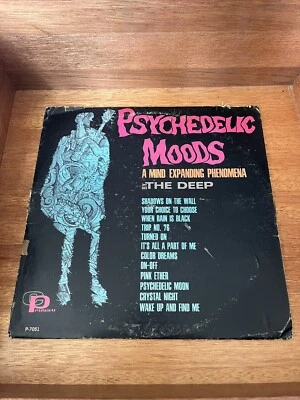 PSYCHEDELIC
MOODS
A MIND EXPANDING PHENOMENA
THE DEEP
SHADOWS ON THE WALL
YOUR CHOICE TO CHOOSE
WHEN RAIN IS BLACK
TRIP NO. 76
TURNED ON
IT'S ALL A PART OF ME
COLOR DREAMS
ON-OFF
PINK ETHER
PSYCHEDELIC MOON
CRYSTAL NIGHT
WAKE UP AND FIND ME
P-7051